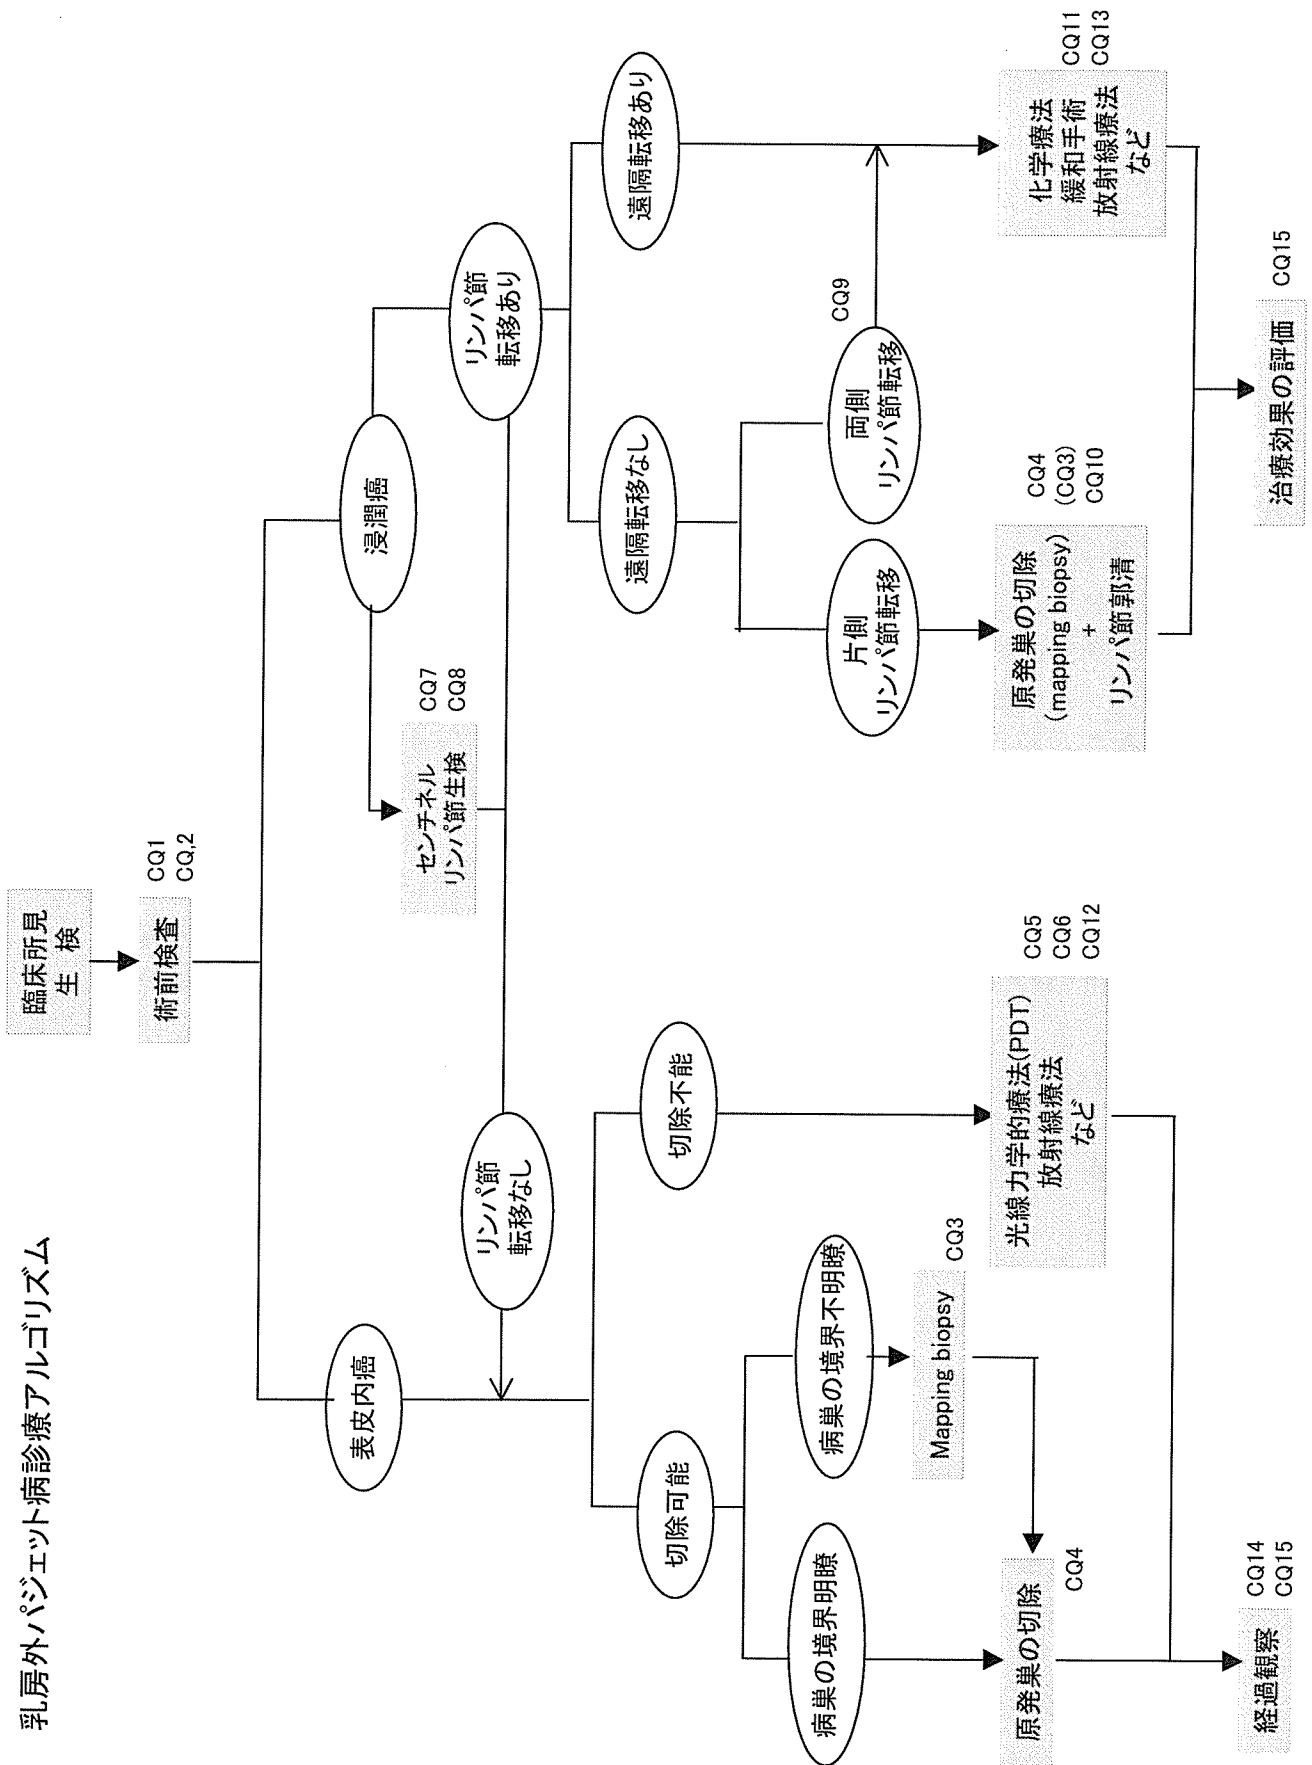 乳房外パジェット病診療アルゴリズム
臨床所見
生 検
術前検査
CQ1
CQ,2
表皮内癌
浸潤癌
センチネル
リンパ節生検
CQ7
CQ8
リンパ節
転移なし
リンパ節
転移あり
切除可能
切除不能
遠隔転移なし
遠隔転移あり
病巣の境界明瞭
病巣の境界不明瞭
片側
リンパ節転移
両側
リンパ節転移
CQ9
Mapping biopsy
CQ3
原発巣の切除
CQ4
光線力学的療法(PDT)
放射線療法
など
CQ5
CQ6
CQ12
原発巣の切除
(mapping biopsy)
+
リンパ節郭清
CQ4
(CQ3)
CQ10
化学療法
緩和手術
放射線療法
など
CQ11
CQ13
経過観察
CQ14
CQ15
治療効果の評価
CQ15